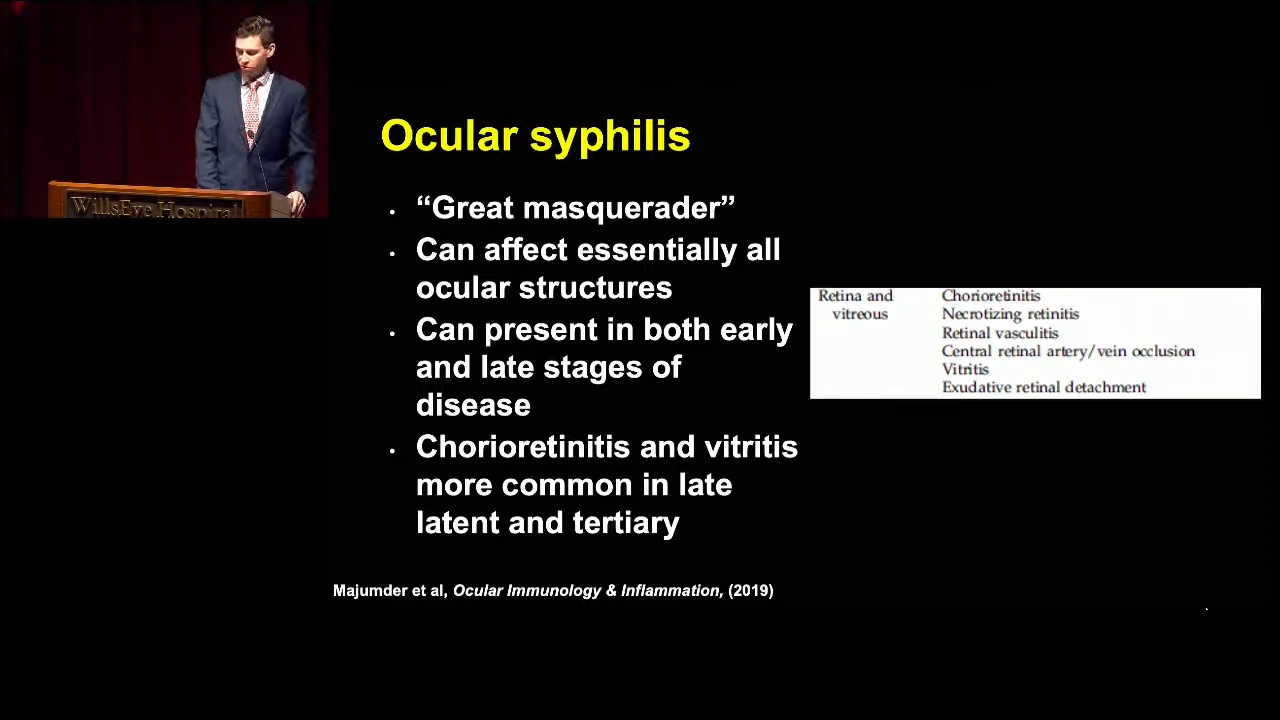 WillsEye Hospital
Ocular syphilis
• “Great masquerader”
• Can affect essentially all
ocular structures
• Can present in both early
and late stages of
disease
• Chorioretinitis and vitritis
more common in late
latent and tertiary
Retina and vitreous
Chorioretinitis
Necrotizing retinitis
Retinal vasculitis
Central retinal artery/vein occlusion
Vitritis
Exudative retinal detachment
Majumder et al, Ocular Immunology & Inflammation, (2019)